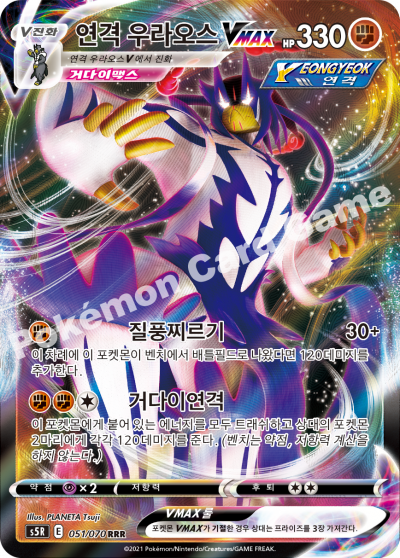 V진화
연격 우라오스 VMAX HP 330
연격 우라오스V에서 진화
거다이맥스
YEONGYEOK
연격
Pokémon Card Game
질풍찌르기 30+
이 차례에 이 포켓몬이 벤치에서 배틀필드로 나왔다면 120데미지를
추가한다.
거다이연격
이 포켓몬에게 붙어 있는 에너지를 모두 트래쉬하고 상대의 포켓몬
2마리에게 각각 120데미지를 준다. (벤치는 약점, 저항력 계산을
하지 않는다.)
약점 ×2 저항력 후퇴
Illus. PLANETA Tsuji
s5R E 051/070 RRR
VMAX 룰
포켓몬 VMAX가 기절한 경우 상대는 프라이즈를 3장 가져간다.
©2021 Pokémon/Nintendo/Creatures/GAME FREAK.